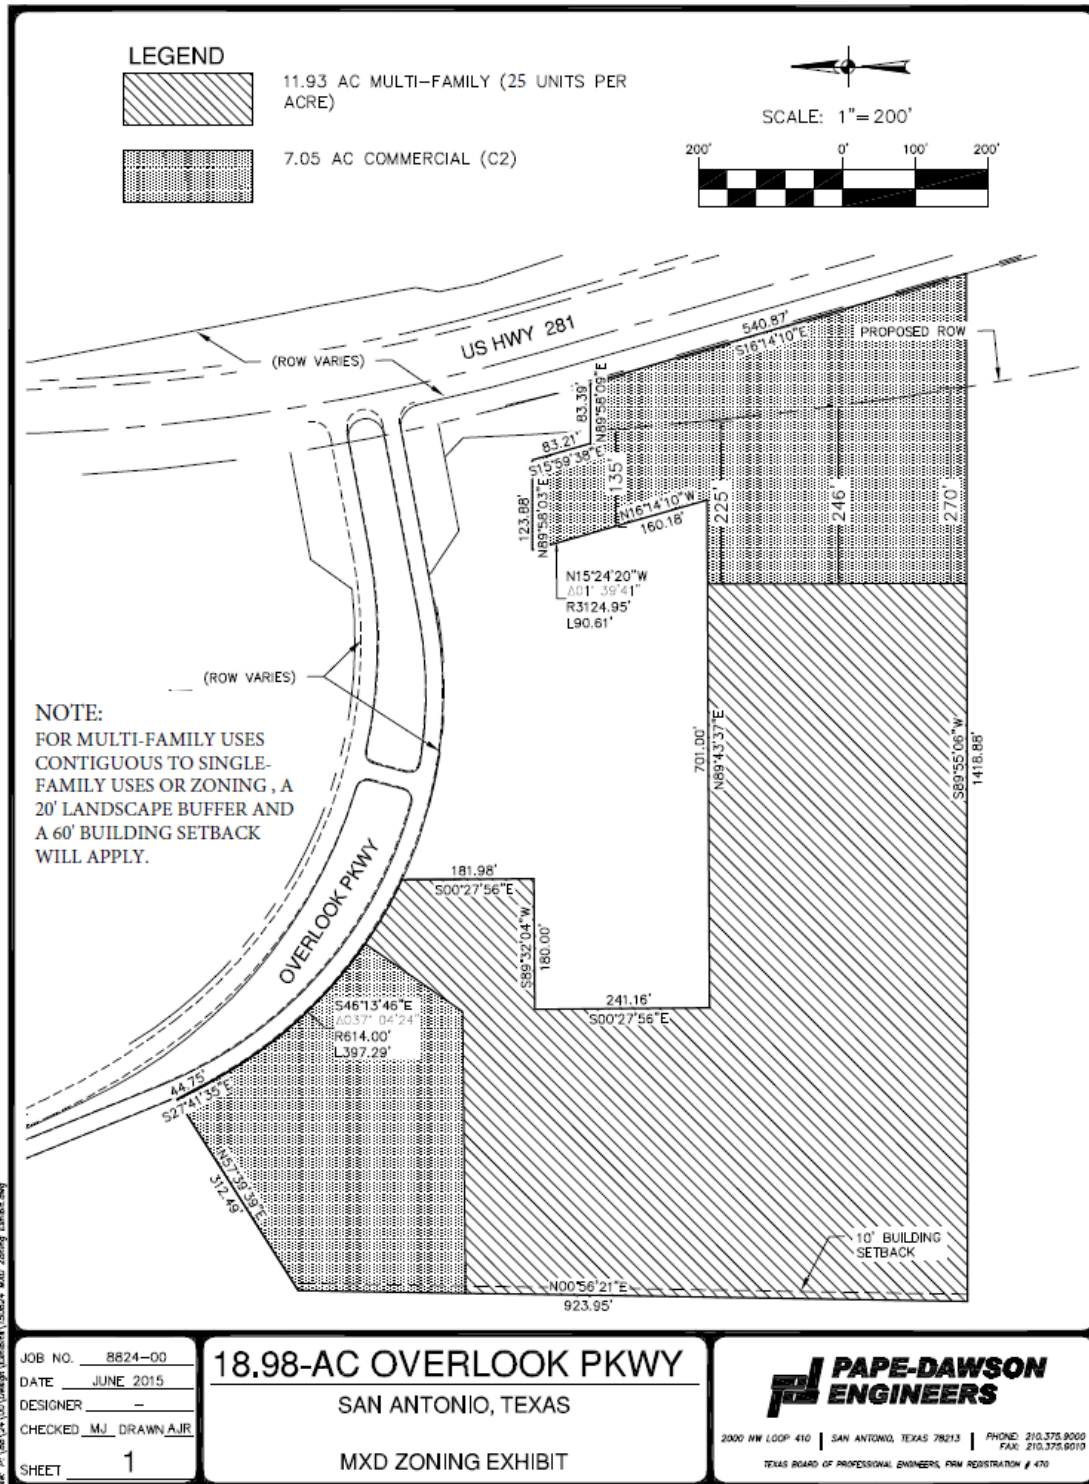 LEGEND
11.93 AC MULTI-FAMILY (25 UNITS PER
ACRE)
7.05 AC COMMERCIAL (C2)
SCALE: 1"= 200'
200' 0' 100' 200'
US HWY 281
(ROW VARIES)
540.87'
S16°14'10"E
PROPOSED ROW
83.39'
N89°58'09"E
83.21'
S15°59'38"E
123.88'
N89°58'03"E
135'
N16°14'10"W
160.18'
225'
246'
270'
N15°24'20"W
Δ01° 39'41"
R3124.95'
L90.61'
(ROW VARIES)
NOTE:
FOR MULTI-FAMILY USES
CONTIGUOUS TO SINGLE-
FAMILY USES OR ZONING , A
20' LANDSCAPE BUFFER AND
A 60' BUILDING SETBACK
WILL APPLY.
701.00'
N89°43'37"E
S89°55'06"W
1418.88'
OVERLOOK PKWY
181.98'
S00°27'56"E
S89°32'04"W
180.00'
241.16'
S00°27'56"E
S46°13'46"E
Δ037° 04'24"
R614.00'
L397.29'
44.75'
S27°41'35"E
N57°39'39"E
312.49'
10' BUILDING
SETBACK
N00°56'21"E
923.95'
JOB NO. 8824-00
DATE JUNE 2015
DESIGNER -
CHECKED MJ DRAWN AJR
SHEET 1
18.98-AC OVERLOOK PKWY
SAN ANTONIO, TEXAS
MXD ZONING EXHIBIT
PAPE-DAWSON
ENGINEERS
2000 NW LOOP 410 | SAN ANTONIO, TEXAS 78213 | PHONE: 210.375.9000
FAX: 210.375.9010
TEXAS BOARD OF PROFESSIONAL ENGINEERS, FIRM REGISTRATION # 470